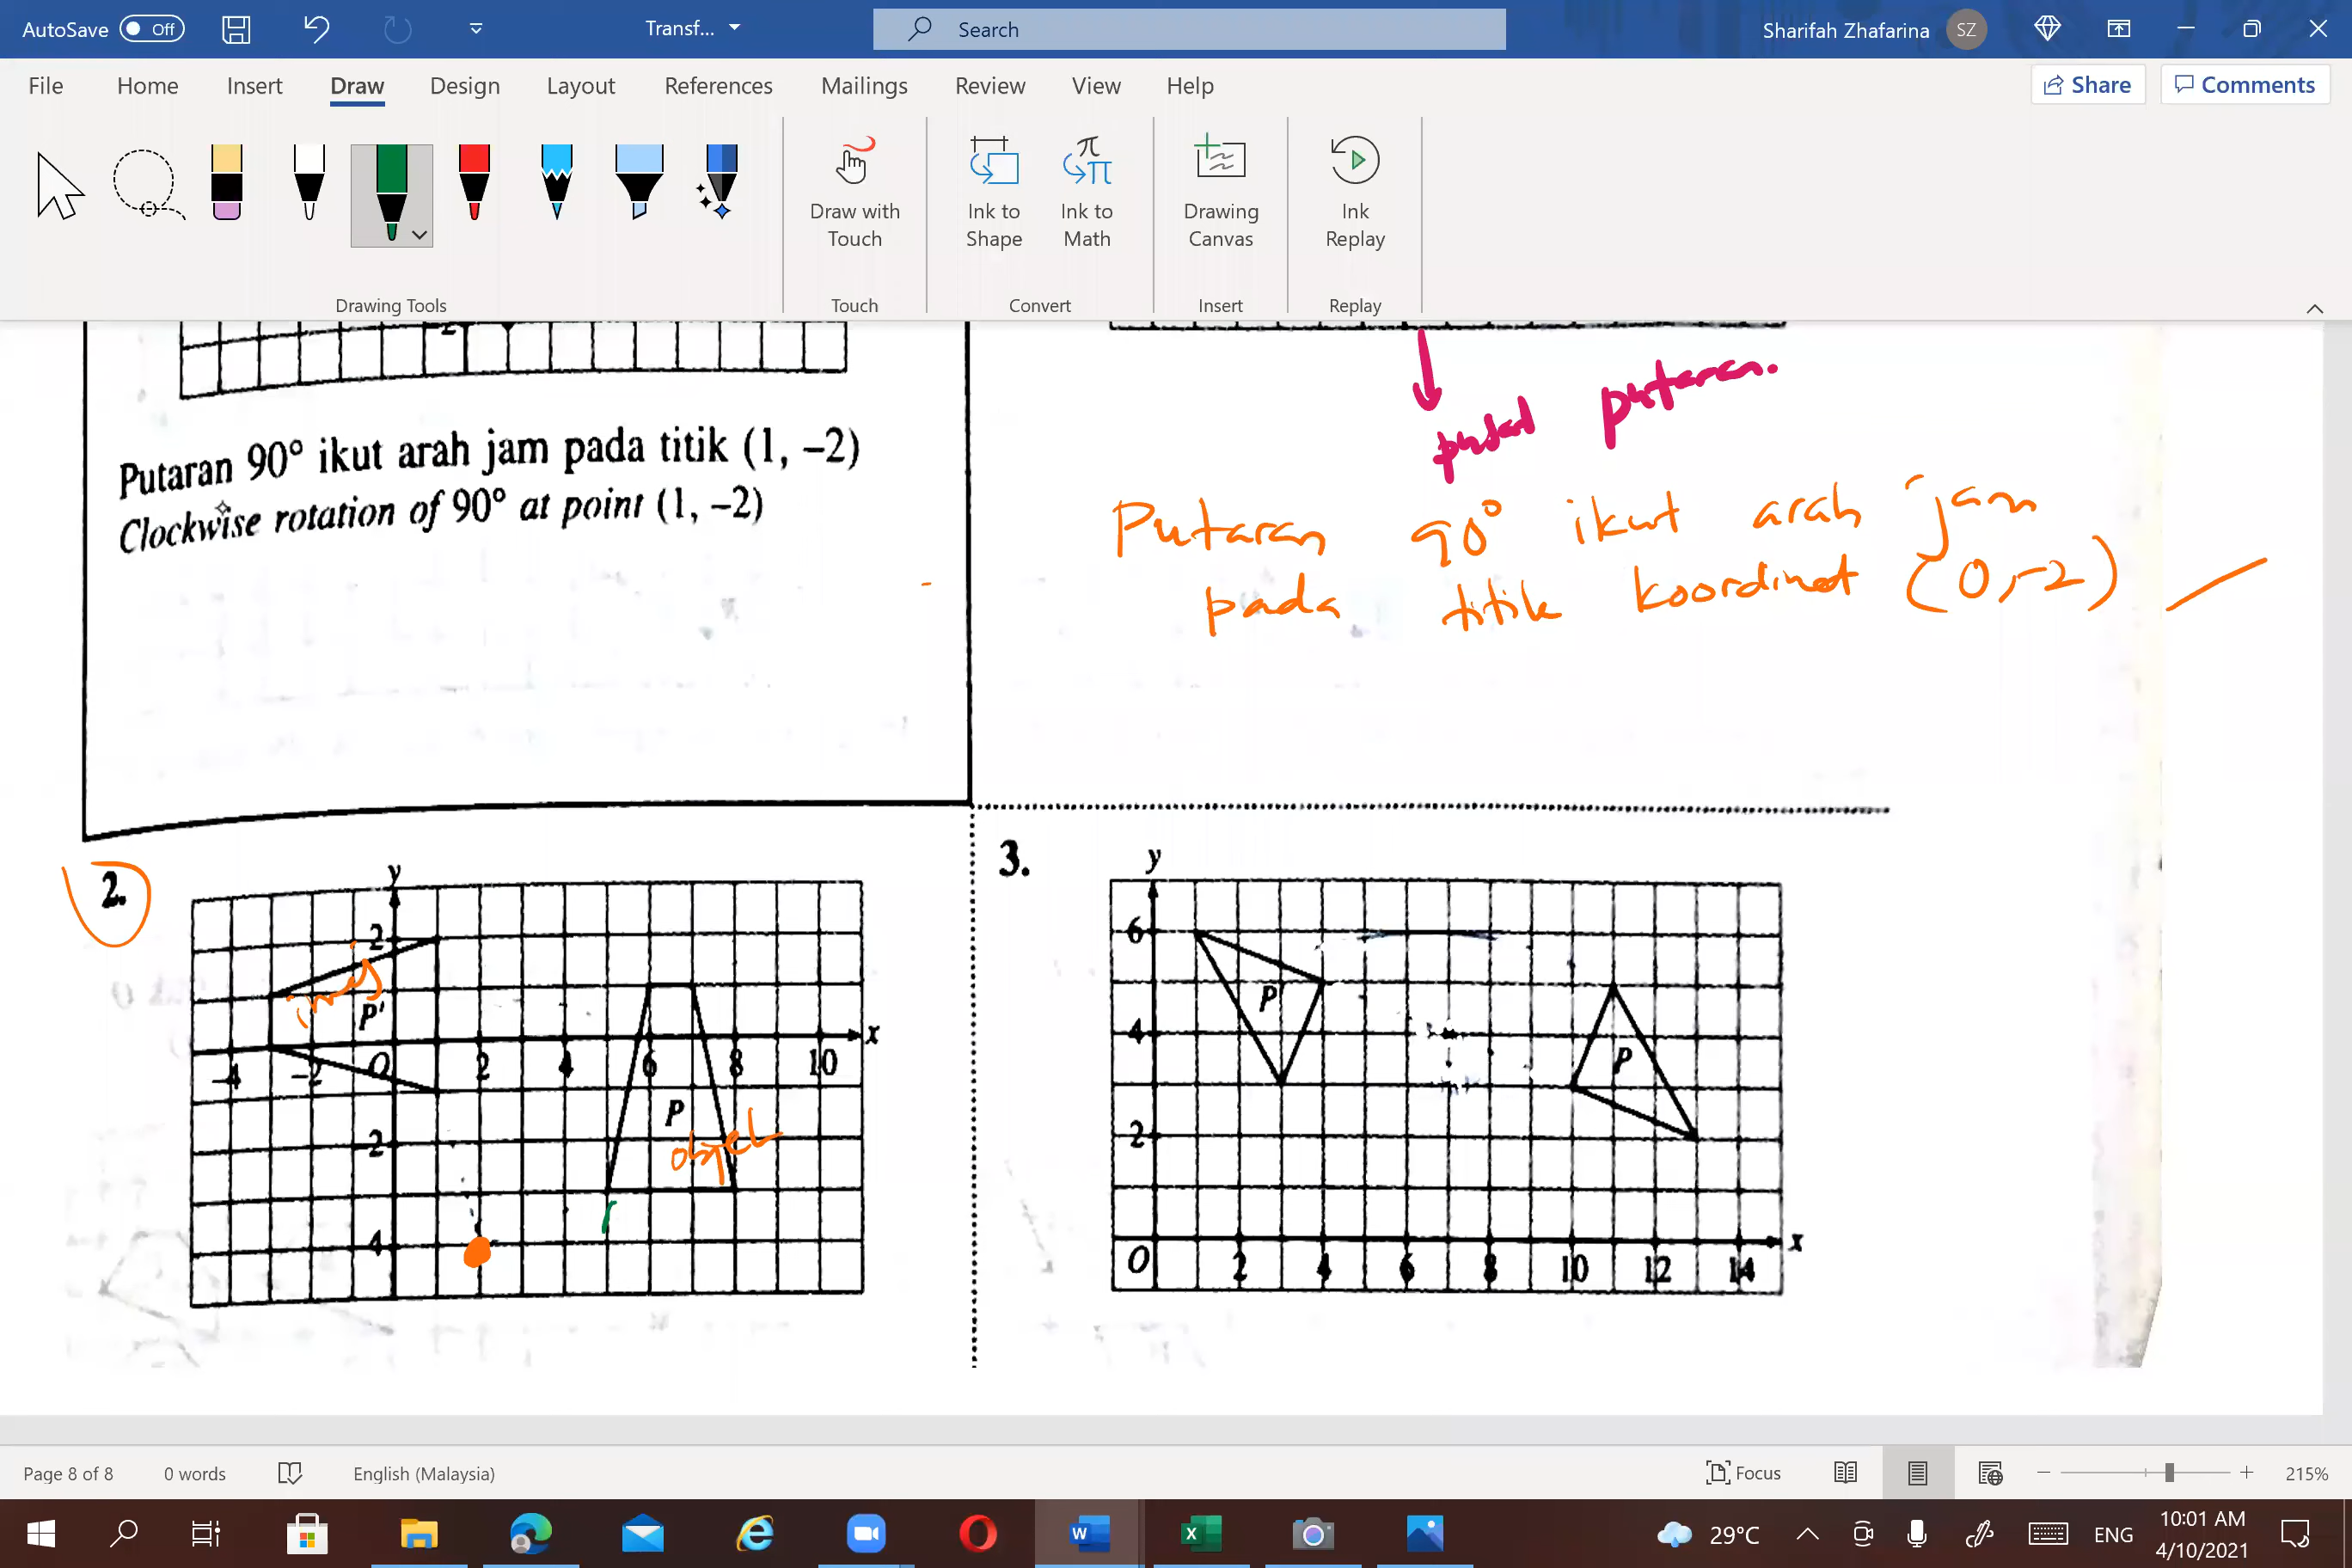 AutoSave Off Transf... Search Sharifah Zhafarina SZ
File Home Insert Draw Design Layout References Mailings Review View Help Share Comments
Draw with Touch
Ink to Shape
Ink to Math
Drawing Canvas
Ink Replay
Drawing Tools Touch Convert Insert Replay
putaran.
Putaran 90° ikut arah jam pada titik (1, –2)
Clockwise rotation of 90° at point (1, –2)
Putaran 90° ikut arah jam
pada titik koordinat (0,-2)
2.
y
2
P'
x
-4 -2 O 2 4 6 8 10
P
objek
-2
-4
3.
y
6
P'
4
P
2
x
O 2 4 6 8 10 12 14
Page 8 of 8 0 words English (Malaysia) Focus 215%
29°C ENG 10:01 AM
4/10/2021